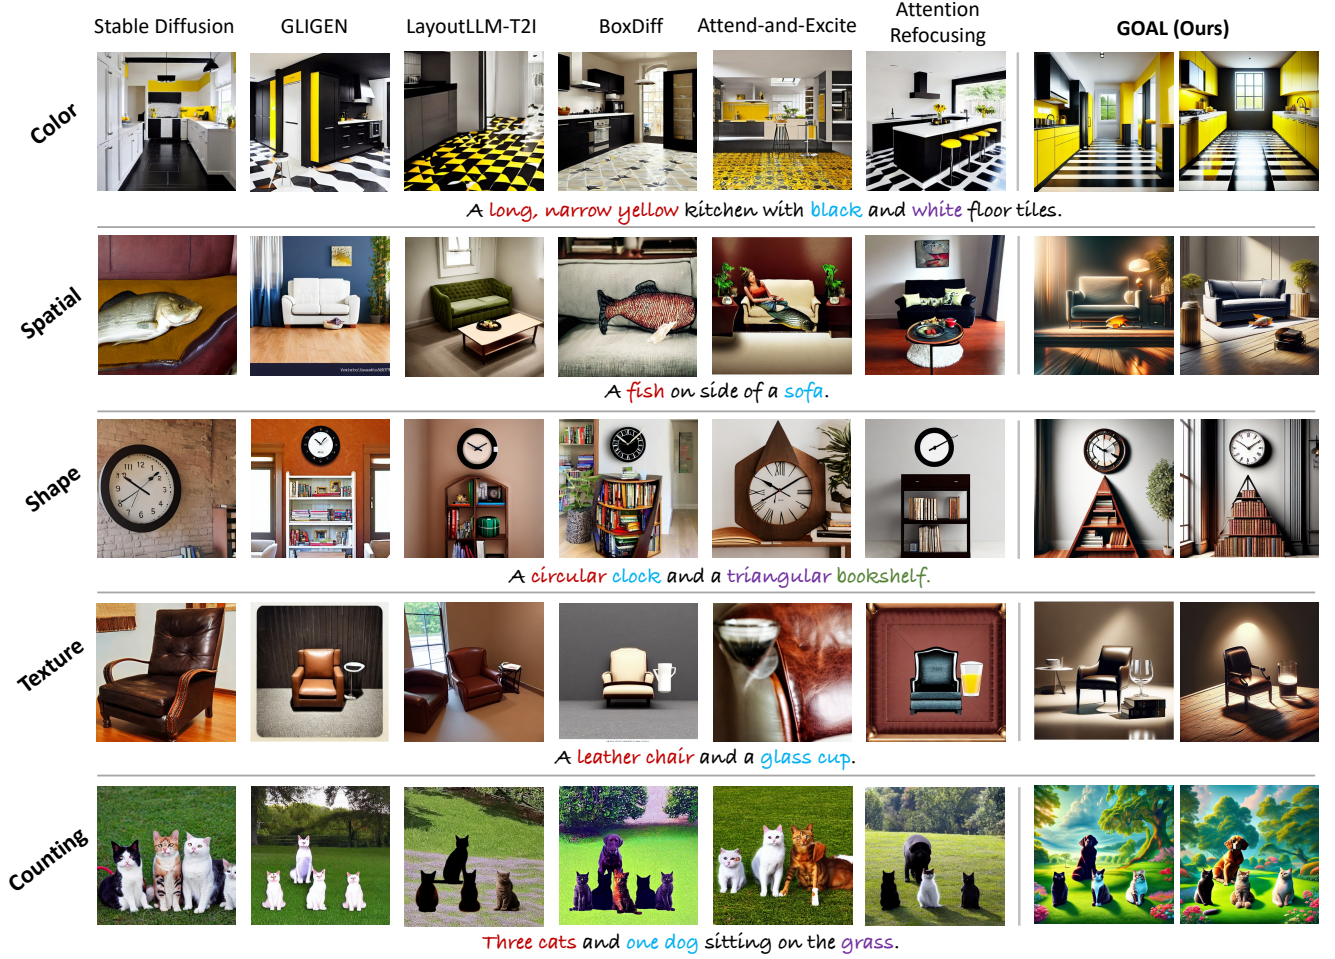 Stable Diffusion GLIGEN LayoutLLM-T2I BoxDiff Attend-and-Excite Attention Refocusing GOAL (Ours)
Color
A long, narrow yellow kitchen with black and white floor tiles.
Spatial
A fish on side of a sofa.
Shape
A circular clock and a triangular bookshelf.
Texture
A leather chair and a glass cup.
Counting
Three cats and one dog sitting on the grass.